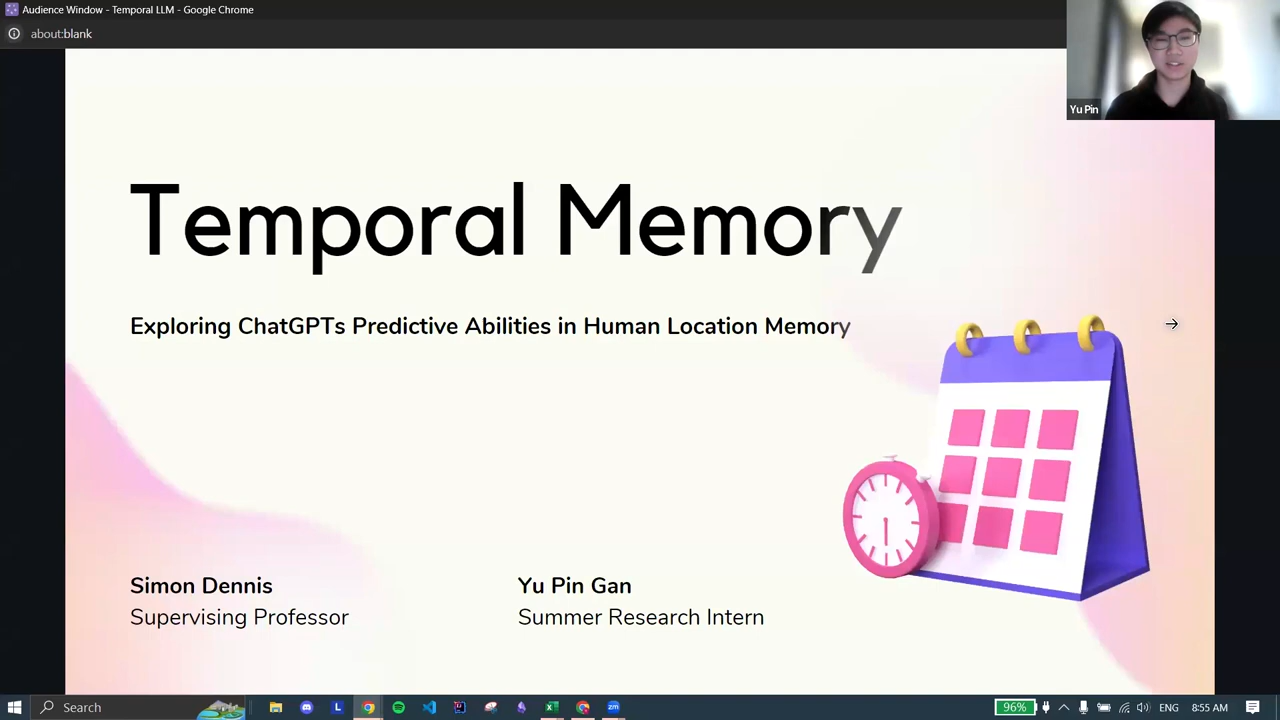 Audience Window - Temporal LLM - Google Chrome
about:blank
Yu Pin
Temporal Memory
Exploring ChatGPTs Predictive Abilities in Human Location Memory
Simon Dennis
Supervising Professor
Yu Pin Gan
Summer Research Intern
Search
L
zm
96%
ENG
8:55 AM